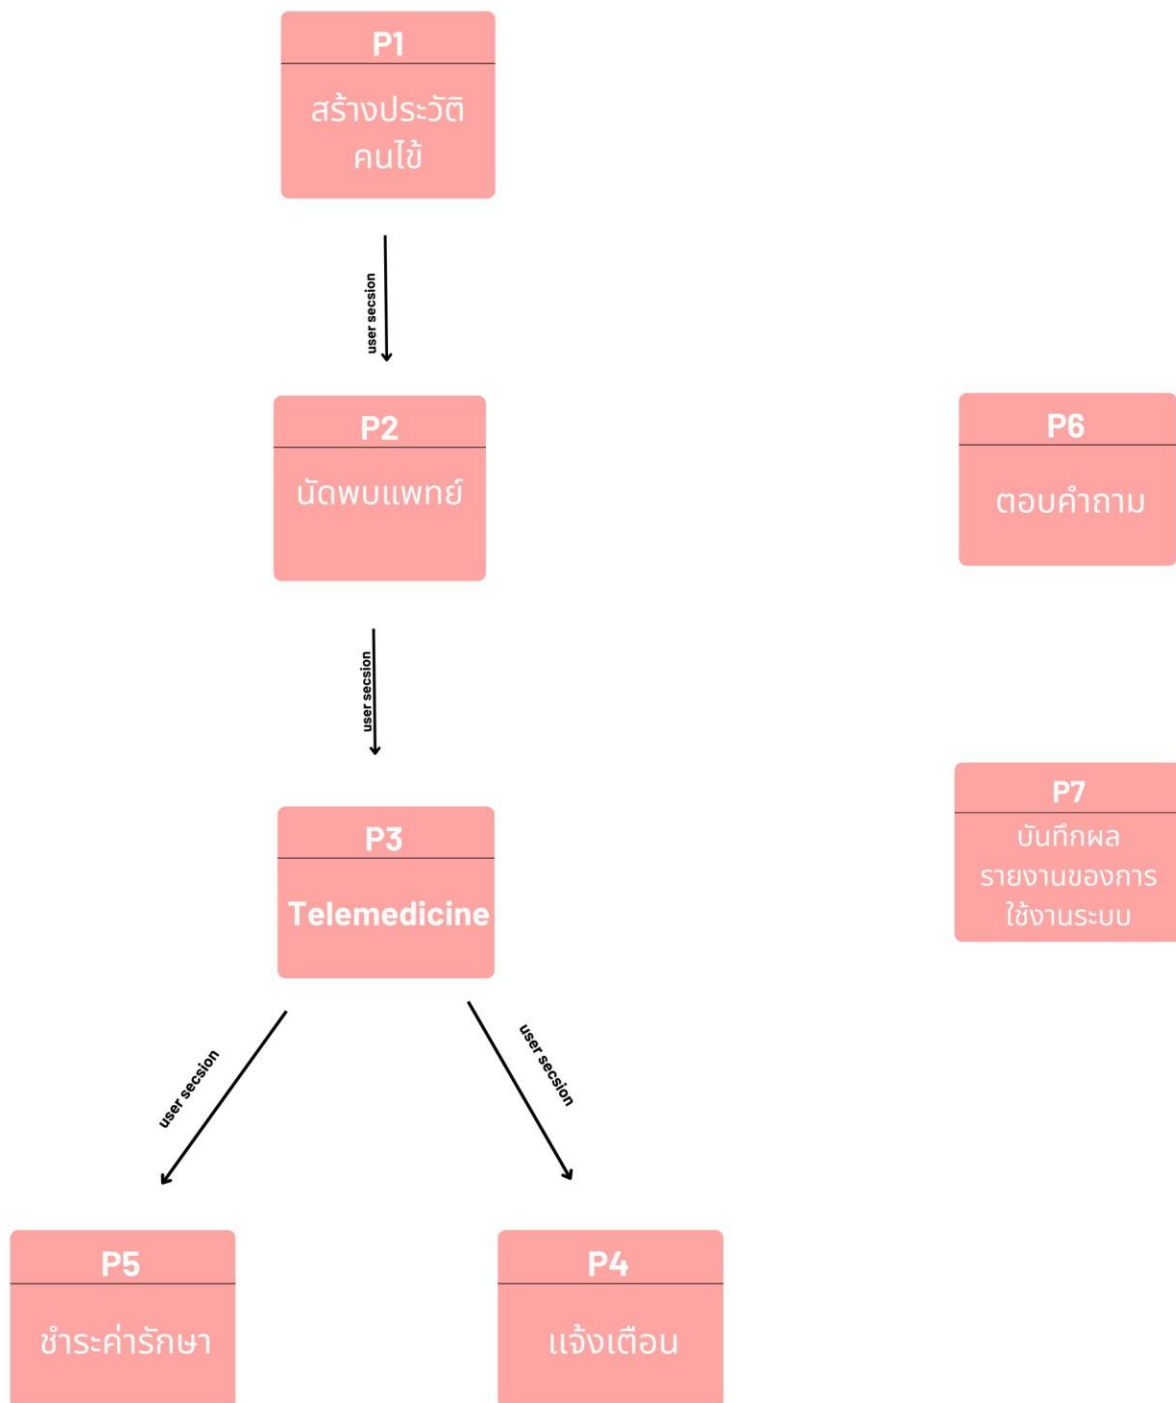 P1
สร้างประวัติ
คนไข้
user secsion
P2
นัดพบแพทย์
P6
ตอบคำถาม
user secsion
P3
Telemedicine
P7
บันทึกผล
รายงานของการ
ใช้งานระบบ
user secsion
user secsion
P5
ชำระค่ารักษา
P4
แจ้งเตือน